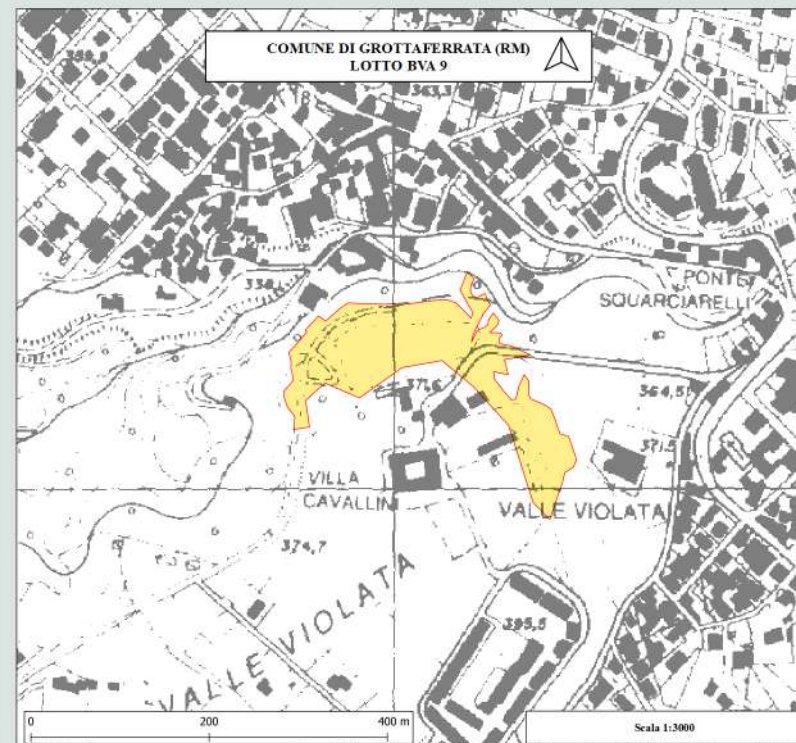 COMUNE DI GROTTAFERRATA (RM)
LOTTO BVA 9
363,3
PONTE
SQUARCIARELLI
364,5
371,6
371,5
VILLA
CAVALLINI
VALLE VIOLATA
374,7
VALLE VIOLATA
395,5
0 200 400 m
Scala 1:3000